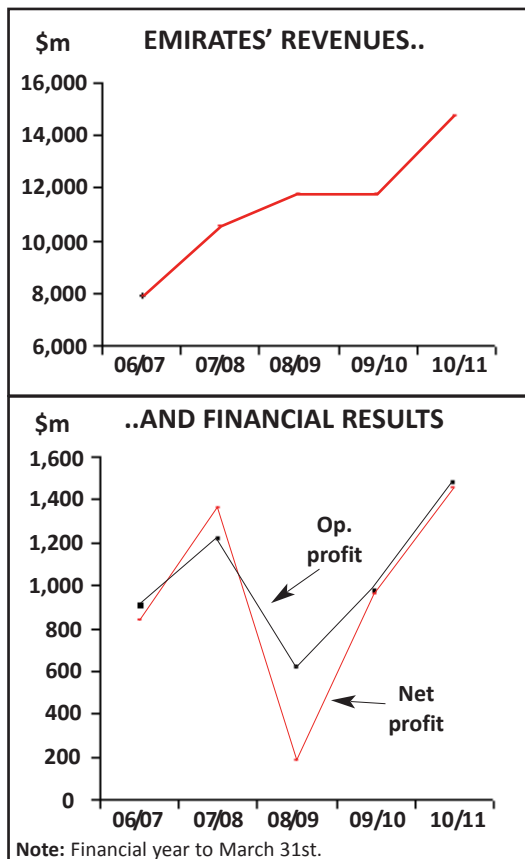 $m EMIRATES' REVENUES..
16,000
14,000
12,000
10,000
8,000
6,000
06/07 07/08 08/09 09/10 10/11
$m ..AND FINANCIAL RESULTS
1,600
1,400
1,200
1,000
800
600
400
200
0
Op.
profit
Net
profit
06/07 07/08 08/09 09/10 10/11
Note: Financial year to March 31st.